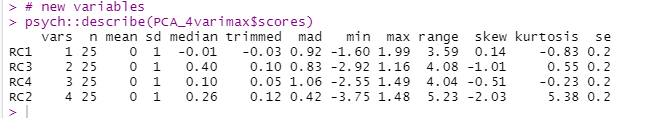 > # new variables
> psych::describe(PCA_4varimax$scores)
    vars  n mean sd median trimmed  mad   min  max range  skew kurtosis  se
RC1    1 25    0  1  -0.01   -0.03 0.92 -1.60 1.99  3.59  0.14    -0.83 0.2
RC3    2 25    0  1   0.40    0.10 0.83 -2.92 1.16  4.08 -1.01     0.55 0.2
RC4    3 25    0  1   0.10    0.05 1.06 -2.55 1.49  4.04 -0.51    -0.23 0.2
RC2    4 25    0  1   0.26    0.12 0.42 -3.75 1.48  5.23 -2.03     5.38 0.2
>